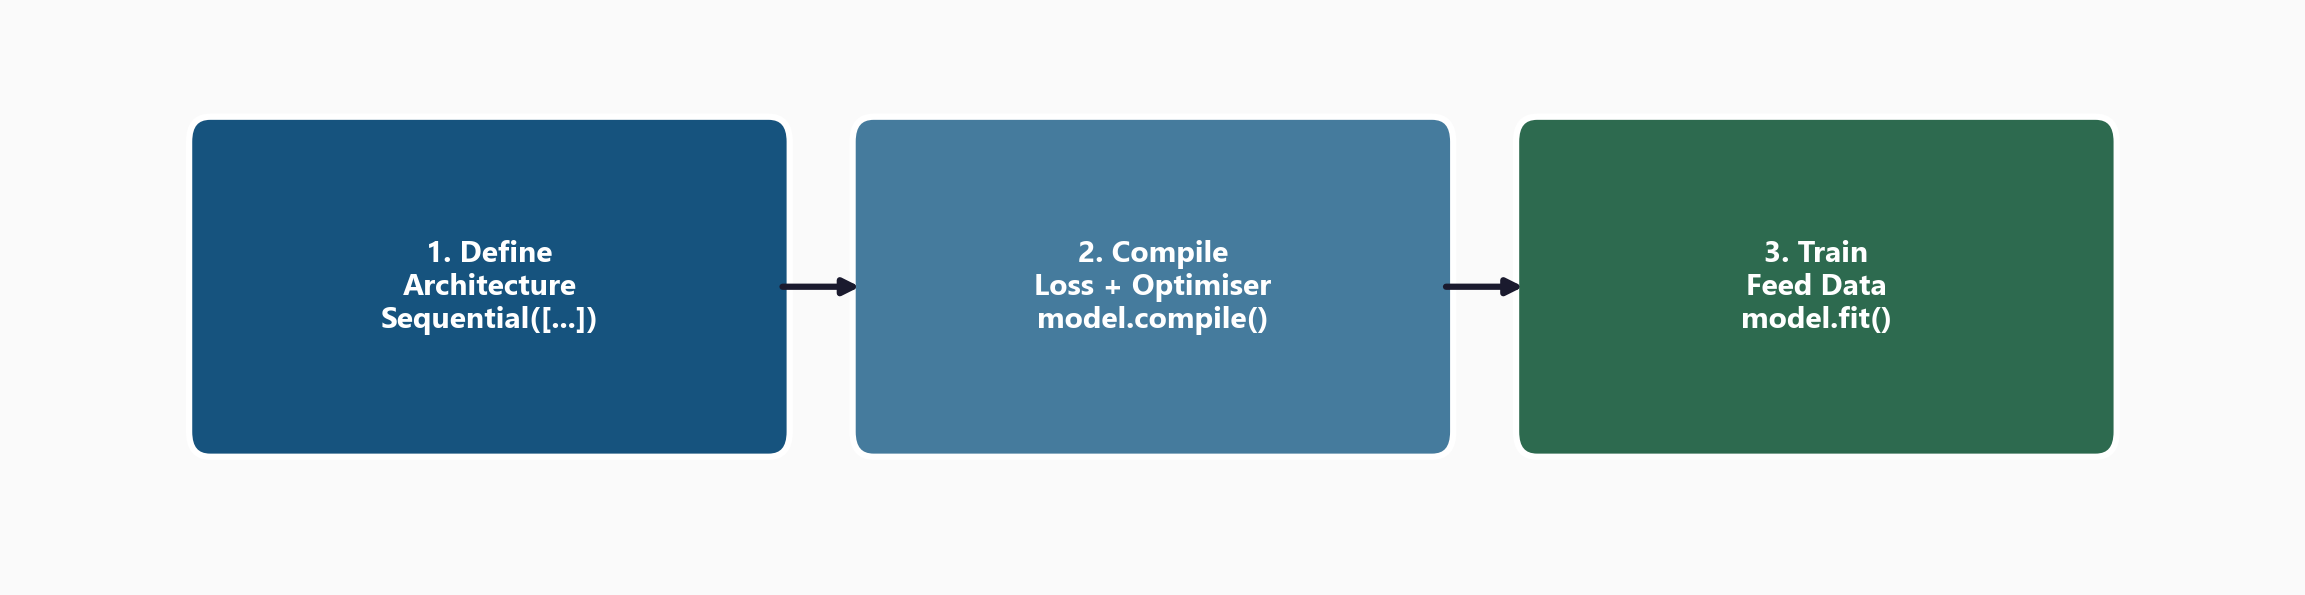 1. Define
Architecture
Sequential([...])
2. Compile
Loss + Optimiser
model.compile()
3. Train
Feed Data
model.fit()